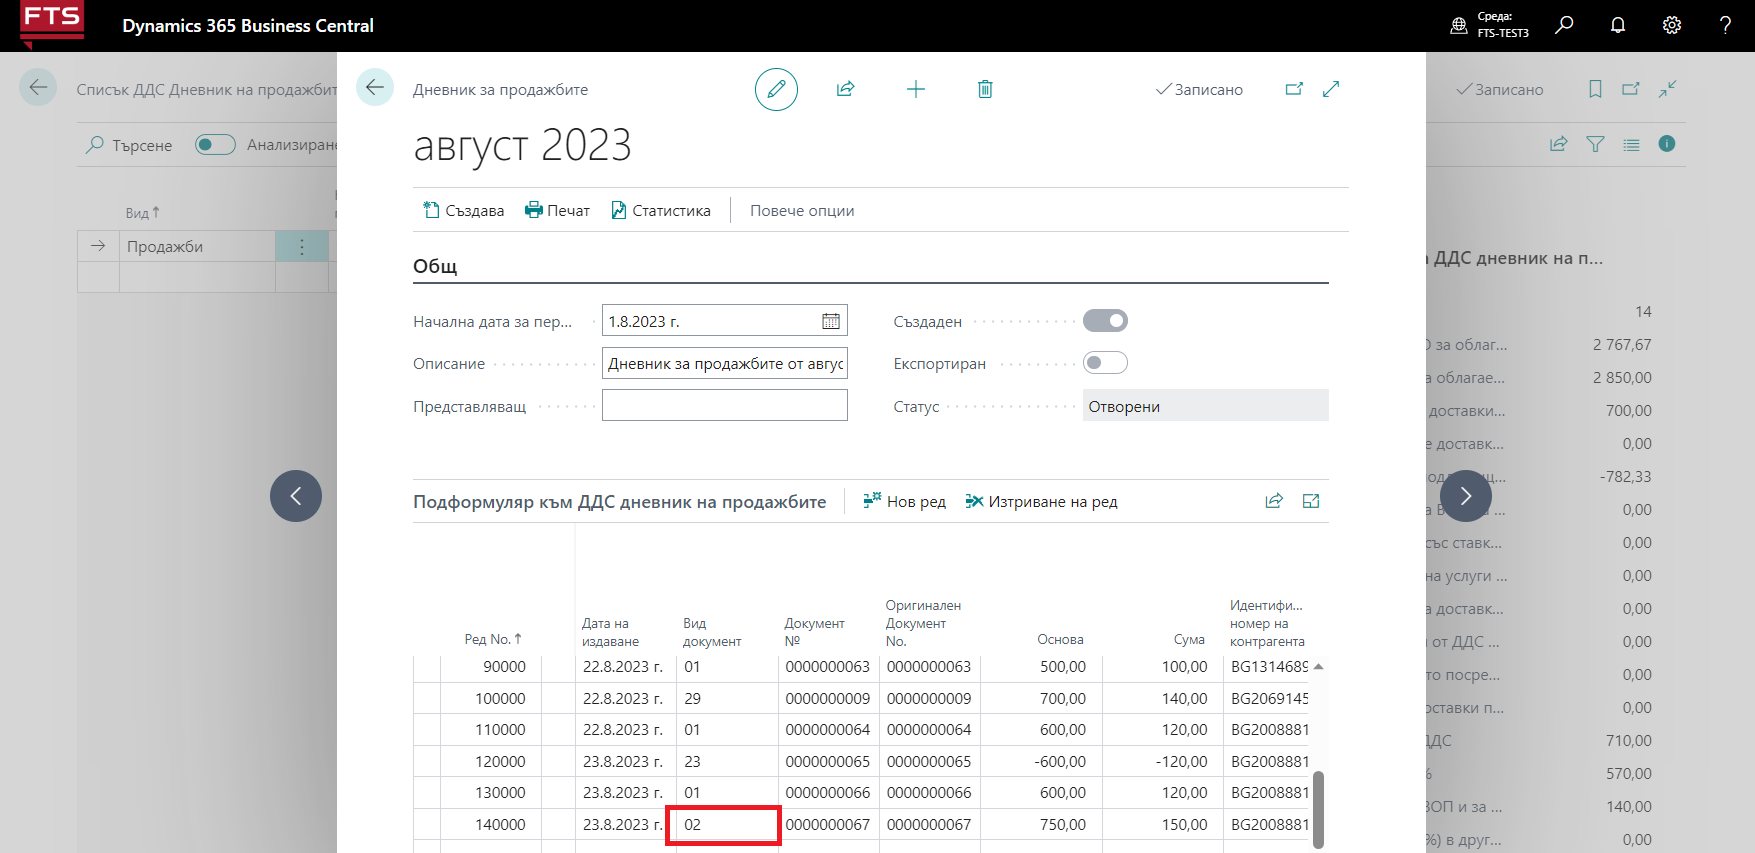 FTS
Dynamics 365 Business Central
Среда:
FTS-TEST3
?
Списък ДДС Дневник на продажбит
Търсене
Анализиране
Вид
Продажби
Дневник за продажбите
Записано
август 2023
Създава
Печат
Статистика
Повече опции
Общ
Начална дата за пер...
1.8.2023 г.
Създаден
Описание
Дневник за продажбите от авгус
Експортиран
Представляващ
Статус
Отворени
Подформуляр към ДДС дневник на продажбите
Нов ред
Изтриване на ред
Ред No.
Дата на издаване
Вид документ
Документ №
Оригинален Документ No.
Основа
Сума
Идентифи... номер на контрагента
90000 22.8.2023 г. 01 0000000063 0000000063 500,00 100,00 BG1314689
100000 22.8.2023 г. 29 0000000009 0000000009 700,00 140,00 BG2069145
110000 22.8.2023 г. 01 0000000064 0000000064 600,00 120,00 BG2008881
120000 23.8.2023 г. 23 0000000065 0000000065 -600,00 -120,00 BG2008881
130000 23.8.2023 г. 01 0000000066 0000000066 600,00 120,00 BG2008881
140000 23.8.2023 г. 02 0000000067 0000000067 750,00 150,00 BG2008881
Записано
ДДС дневник на п...
14
за облаг... 2 767,67
а облагае... 2 850,00
доставки... 700,00
е доставк... 0,00
-782,33
0,00
със ставк... 0,00
на услуги ... 0,00
а доставк... 0,00
от ДДС ... 0,00
то посре... 0,00
оставки п... 0,00
ДДС 710,00
% 570,00
ВОП и за ... 140,00
%) в друг... 0,00